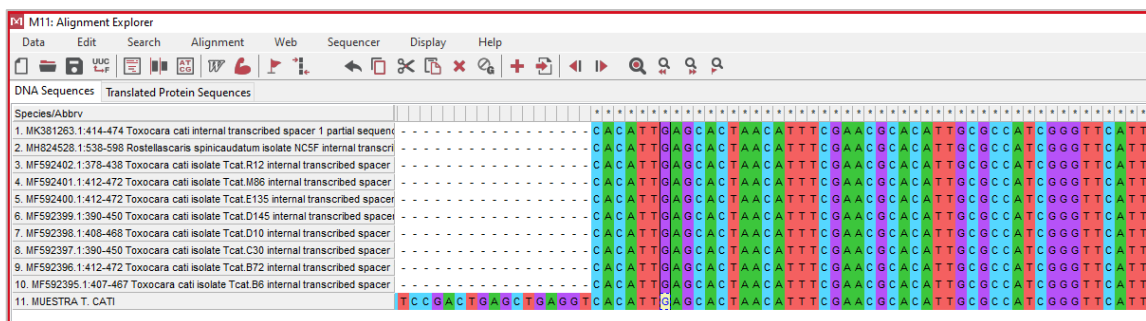 M11: Alignment Explorer
Data Edit Search Alignment Web Sequencer Display Help
DNA Sequences Translated Protein Sequences
Species/Abbrv * * * * * * * * * * * * * * * * * * * * * * * * * * * * * * * * * * * * * * * * * * * * * * * * *
1. MK381263.1:414-474 Toxocara cati internal transcribed spacer 1 partial sequenc - - - - - - - - - - - - - - - - - C A C A T T G A G C A C T A A C A T T T C G A A C G C A C A T T G C G C C A T C G G G T T C A T T
2. MH824528.1:538-598 Rostellascaris spinicaudatum isolate NC5F internal transcri - - - - - - - - - - - - - - - - - C A C A T T G A G C A C T A A C A T T T C G A A C G C A C A T T G C G C C A T C G G G T T C A T T
3. MF592402.1:378-438 Toxocara cati isolate Tcat.R12 internal transcribed spacer - - - - - - - - - - - - - - - - - C A C A T T G A G C A C T A A C A T T T C G A A C G C A C A T T G C G C C A T C G G G T T C A T T
4. MF592401.1:412-472 Toxocara cati isolate Tcat.M86 internal transcribed spacer - - - - - - - - - - - - - - - - - C A C A T T G A G C A C T A A C A T T T C G A A C G C A C A T T G C G C C A T C G G G T T C A T T
5. MF592400.1:412-472 Toxocara cati isolate Tcat.E135 internal transcribed spacer - - - - - - - - - - - - - - - - - C A C A T T G A G C A C T A A C A T T T C G A A C G C A C A T T G C G C C A T C G G G T T C A T T
6. MF592399.1:390-450 Toxocara cati isolate Tcat.D145 internal transcribed spacer - - - - - - - - - - - - - - - - - C A C A T T G A G C A C T A A C A T T T C G A A C G C A C A T T G C G C C A T C G G G T T C A T T
7. MF592398.1:408-468 Toxocara cati isolate Tcat.D10 internal transcribed spacer - - - - - - - - - - - - - - - - - C A C A T T G A G C A C T A A C A T T T C G A A C G C A C A T T G C G C C A T C G G G T T C A T T
8. MF592397.1:390-450 Toxocara cati isolate Tcat.C30 internal transcribed spacer - - - - - - - - - - - - - - - - - C A C A T T G A G C A C T A A C A T T T C G A A C G C A C A T T G C G C C A T C G G G T T C A T T
9. MF592396.1:412-472 Toxocara cati isolate Tcat.B72 internal transcribed spacer - - - - - - - - - - - - - - - - - C A C A T T G A G C A C T A A C A T T T C G A A C G C A C A T T G C G C C A T C G G G T T C A T T
10. MF592395.1:407-467 Toxocara cati isolate Tcat.B6 internal transcribed spacer - - - - - - - - - - - - - - - - - C A C A T T G A G C A C T A A C A T T T C G A A C G C A C A T T G C G C C A T C G G G T T C A T T
11. MUESTRA T. CATI T C C G A C T G A G C T G A G G T C A C A T T G A G C A C T A A C A T T T C G A A C G C A C A T T G C G C C A T C G G G T T C A T T